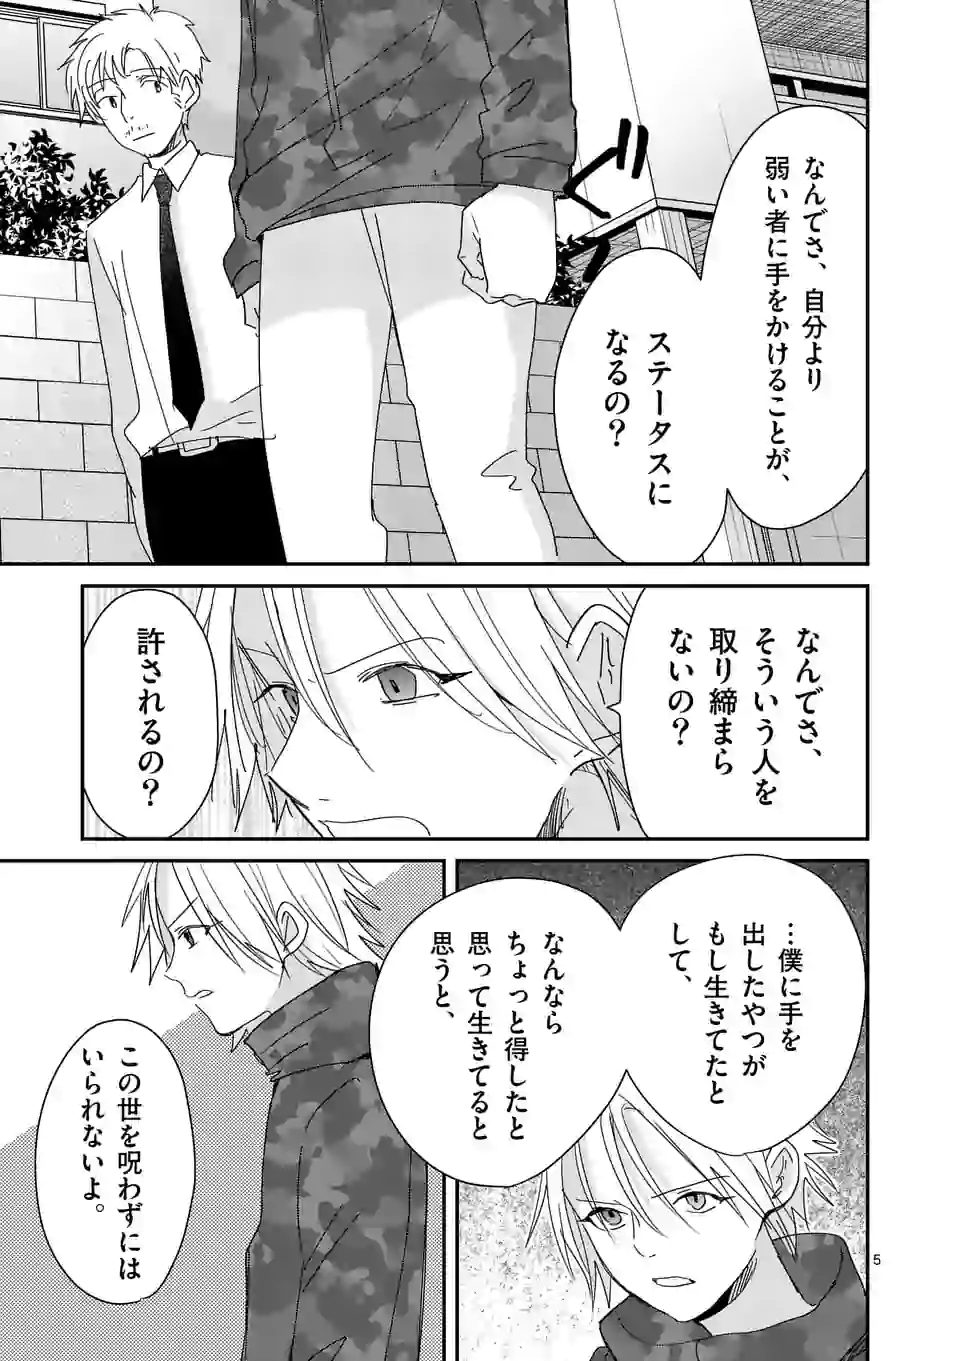 なんでさ、自分より
弱い者に手をかけることが、
ステータスに
なるの？
ぐっ
なんでさ、
そういう人を
取り締まら
ないの？
許されるの？
…僕に手を
出したやつが
もし生きてたと
して、
なんなら
ちょっと得したと
思って生きてると
思うと、
この世を呪わずには
いられないよ。
5